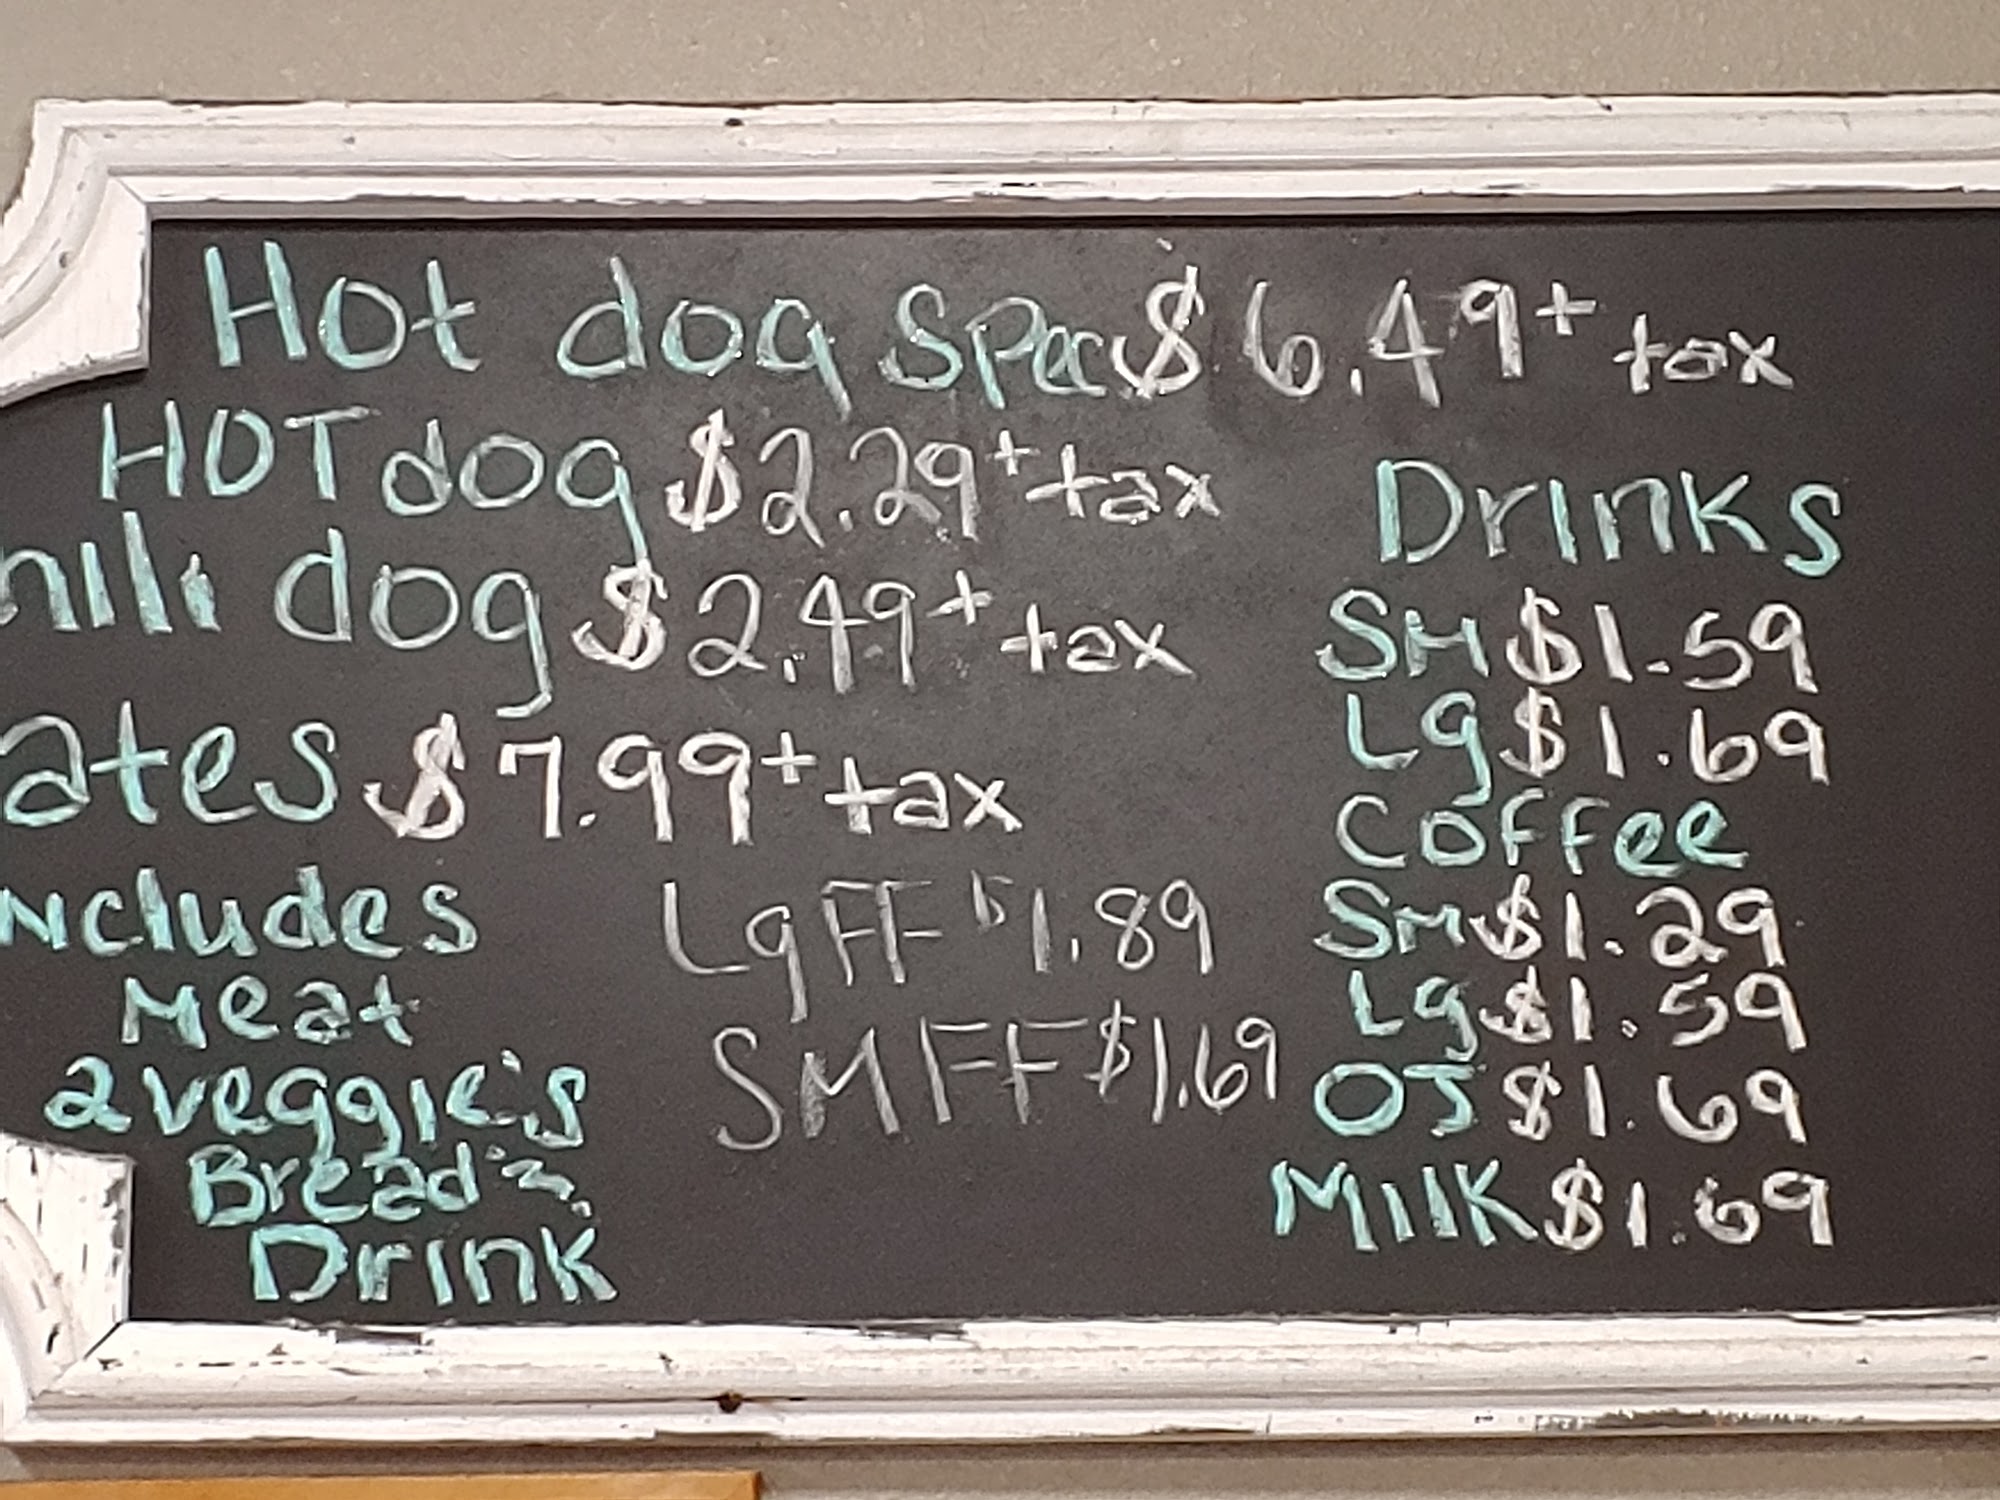 Hot dog Spec $6.49 + tax
HOT dog $2.29 + tax
hili dog $2.49 + tax
ates $7.99 + tax
ncludes
Meat
2 veggie's
Bread
Drink
Lg FF $1.89
SM FF $1.69
Drinks
SM $1.59
Lg $1.69
Coffee
SM $1.29
Lg $1.59
OJ $1.69
Milk $1.69